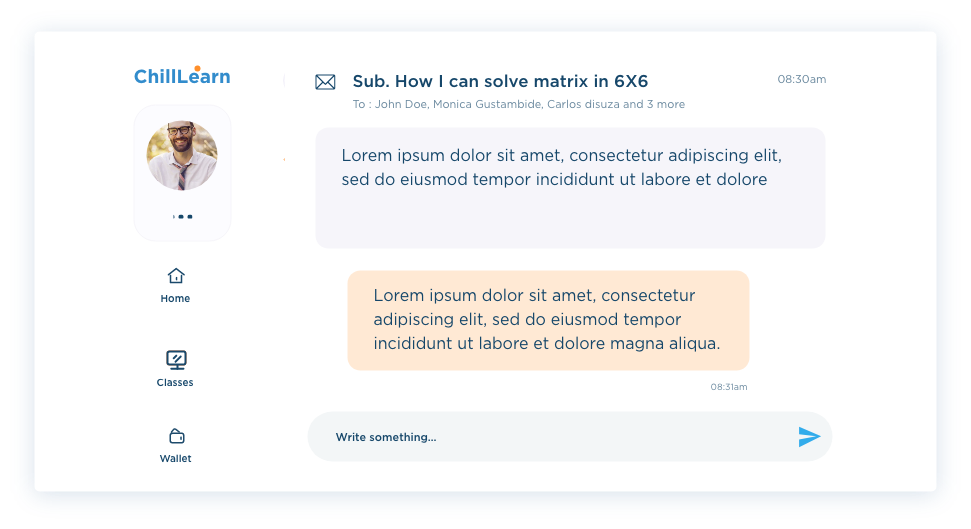 ChillLearn
Home
Classes
Wallet
Sub. How I can solve matrix in 6X6
08:30am
To : John Doe, Monica Gustambide, Carlos disuza and 3 more
Lorem ipsum dolor sit amet, consectetur adipiscing elit,
sed do eiusmod tempor incididunt ut labore et dolore
Lorem ipsum dolor sit amet, consectetur
adipiscing elit, sed do eiusmod tempor
incididunt ut labore et dolore magna aliqua.
08:31am
Write something...